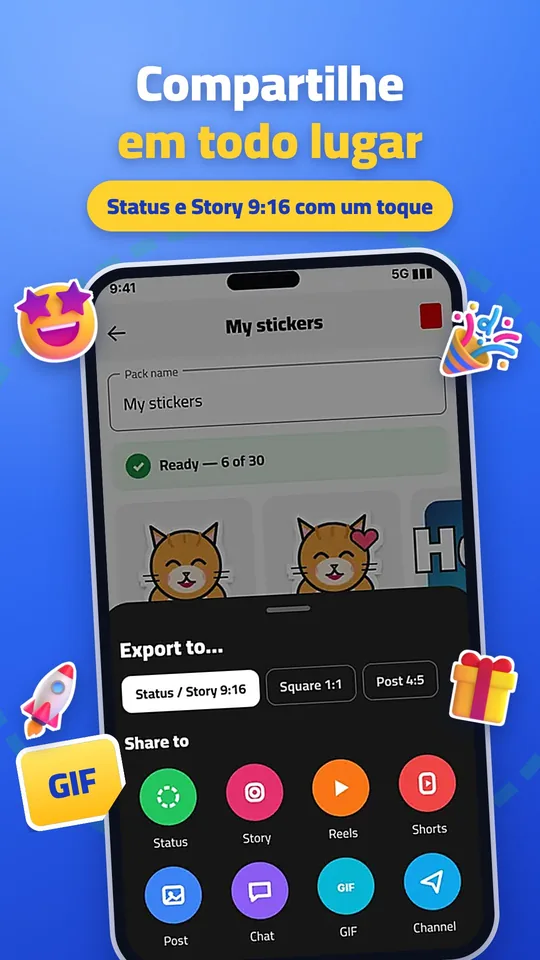 Compartilhe
em todo lugar
Status e Story 9:16 com um toque
9:41
5G
My stickers
Pack name
My stickers
Ready — 6 of 30
Export to...
Status / Story 9:16
Square 1:1
Post 4:5
Share to
GIF
Status
Story
Reels
Shorts
GIF
Post
Chat
GIF
Channel